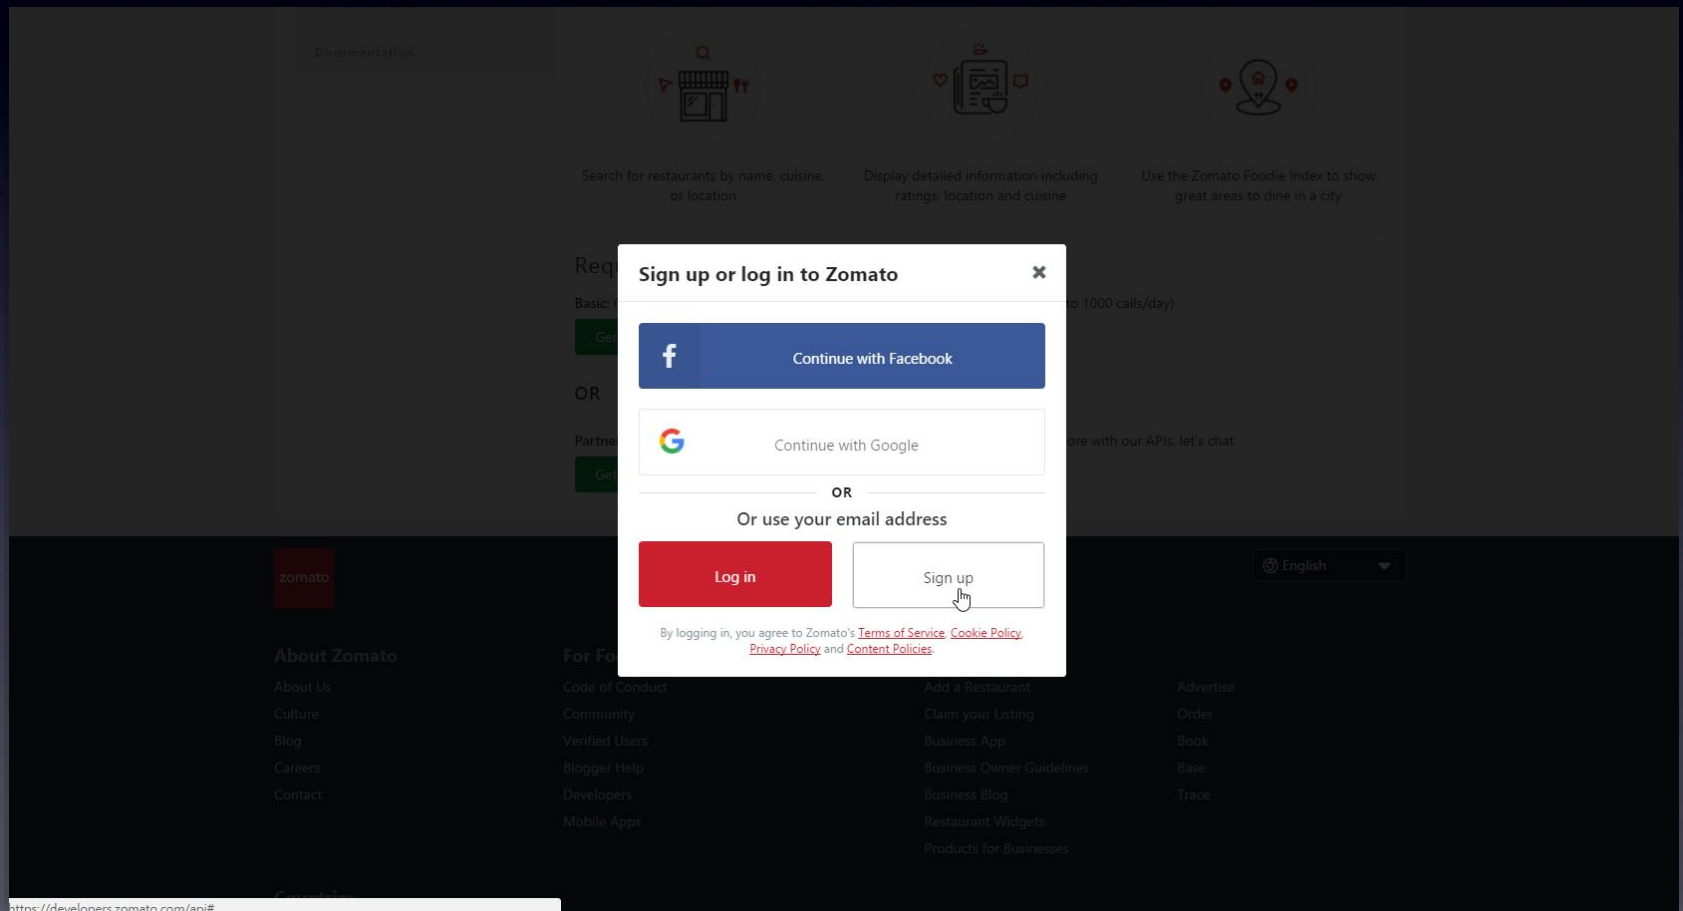 Documentation
Search for restaurants by name, cuisine,
or location
Display detailed information including
ratings, location and cuisine
Use the Zomato Foodie Index to show
great areas to dine in a city
Sign up or log in to Zomato
Basic:
to 1000 calls/day)
Continue with Facebook
OR
Continue with Google
ore with our APIs. let's chat
OR
Or use your email address
Log in
Sign up
By logging in, you agree to Zomato's Terms of Service, Cookie Policy,
Privacy Policy and Content Policies.
zomato
English
About Zomato
About Us
Culture
Blog
Careers
Contact
Code of Conduct
Community
Verified Users
Blogger Help
Developers
Mobile Apps
Add a Restaurant
Claim your Listing
Business App
Business Owner Guidelines
Business Blog
Restaurant Widgets
Products for Businesses
Advertise
Order
Book
Base
Trace
Countries
https://developers.zomato.com/api#